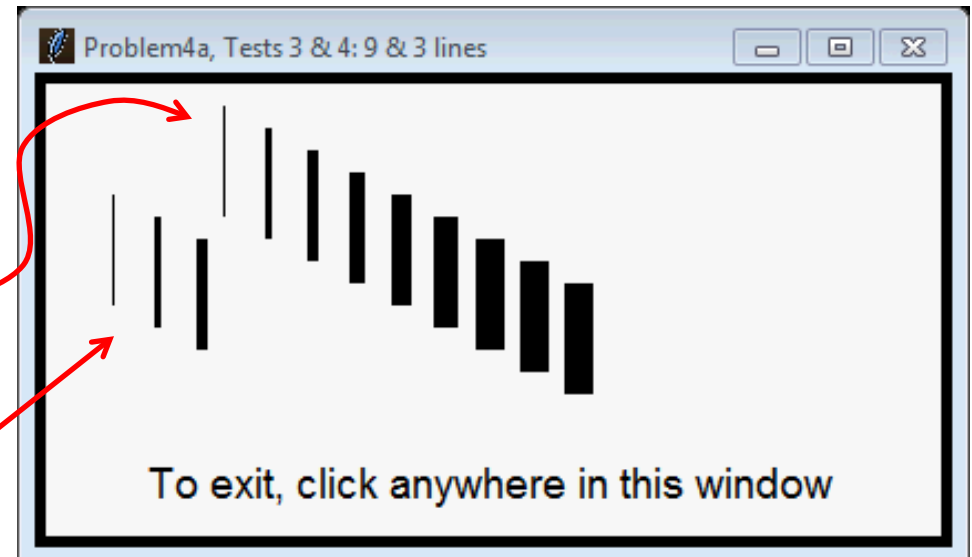 Problem4a, Tests 3 & 4: 9 & 3 lines
To exit, click anywhere in this window